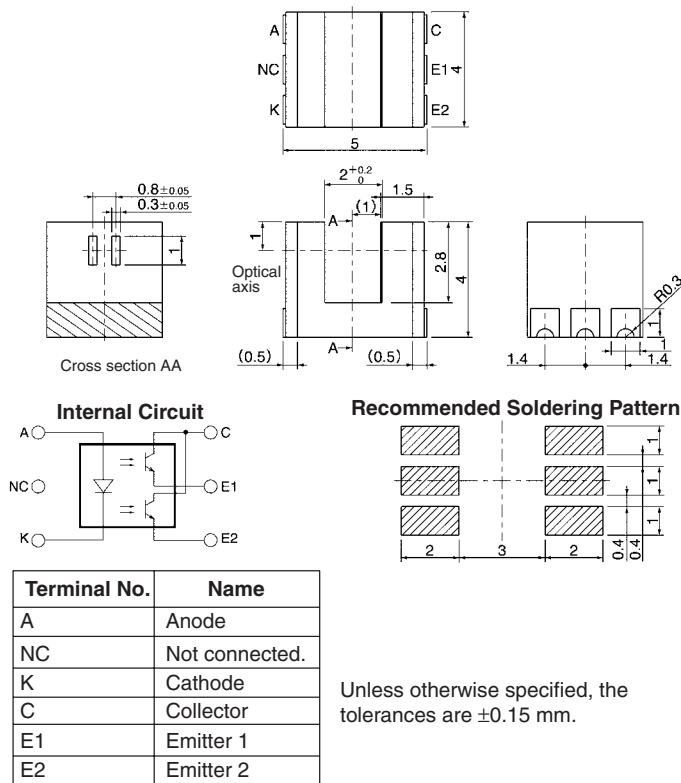 A
C
NC
E1
4
K
E2
5
0.8±0.05
0.3±0.05
2 +0.2 0
1.5
(1)
A
1
1
Optical
axis
2.8
4
R0.3
1
Cross section AA
(0.5)
A
(0.5)
1.4
1
1.4
Internal Circuit
Recommended Soldering Pattern
A
C
NC
E1
K
E2
1
1
1
2
3
2
0.4
0.4
Terminal No. Name
A Anode
NC Not connected.
K Cathode
C Collector
E1 Emitter 1
E2 Emitter 2
Unless otherwise specified, the
tolerances are ±0.15 mm.